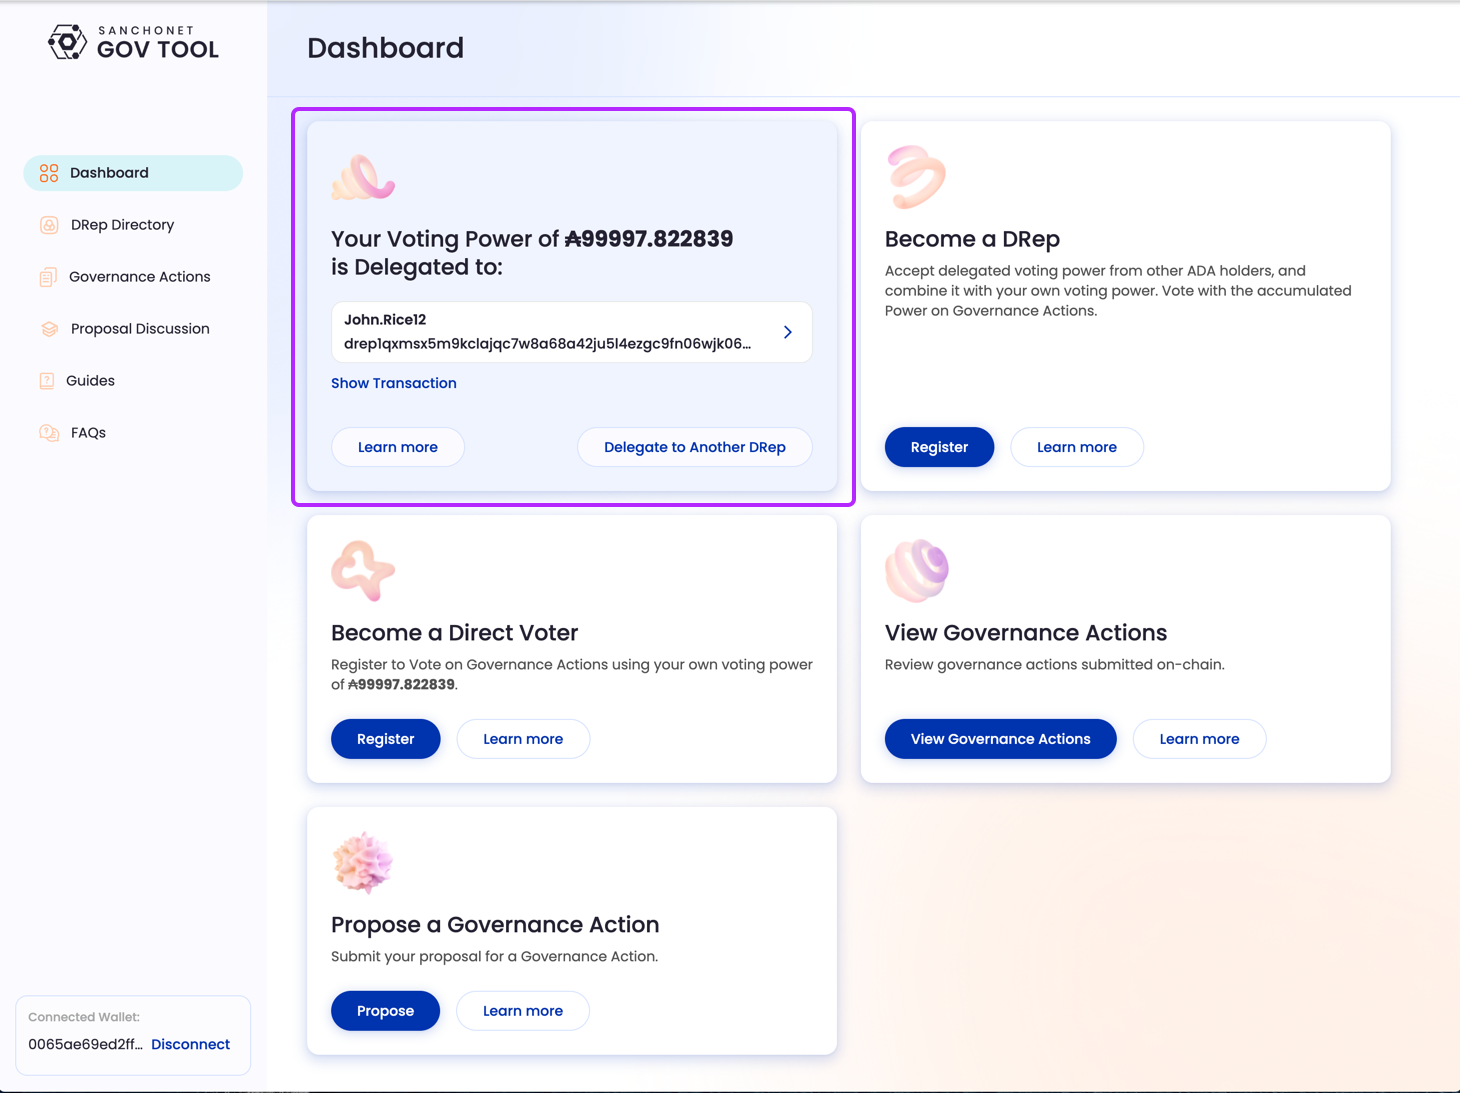 SANCHONET
GOV TOOL
Dashboard
DRep Directory
Governance Actions
Proposal Discussion
Guides
FAQs
Connected Wallet:
0065ae69ed2ff... Disconnect
Dashboard
Your Voting Power of ₳99997.822839
is Delegated to:
John.Rice12
drep1qxmsx5m9kclajqc7w8a68a42ju5l4ezgc9fn06wjk06...
Show Transaction
Learn more
Delegate to Another DRep
Become a DRep
Accept delegated voting power from other ADA holders, and
combine it with your own voting power. Vote with the accumulated
Power on Governance Actions.
Register
Learn more
Become a Direct Voter
Register to Vote on Governance Actions using your own voting power
of ₳99997.822839.
Register
Learn more
View Governance Actions
Review governance actions submitted on-chain.
View Governance Actions
Learn more
Propose a Governance Action
Submit your proposal for a Governance Action.
Propose
Learn more